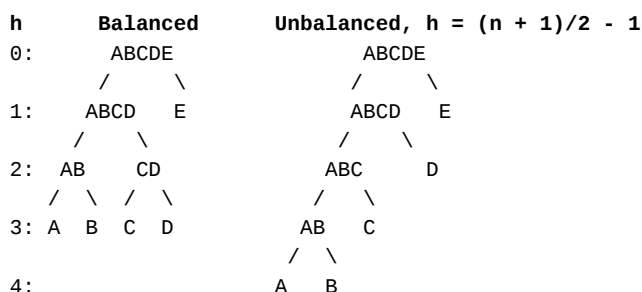 h      Balanced      Unbalanced, h = (n + 1)/2 - 1
0:      ABCDE               ABCDE
        /     \             /     \
1:    ABCD    E           ABCD    E
     /    \              /    \
2:  AB      CD          ABC      D
   /  \   /  \         /   \
3: A  B  C  D        AB   C
                    /  \
4:                 A   B